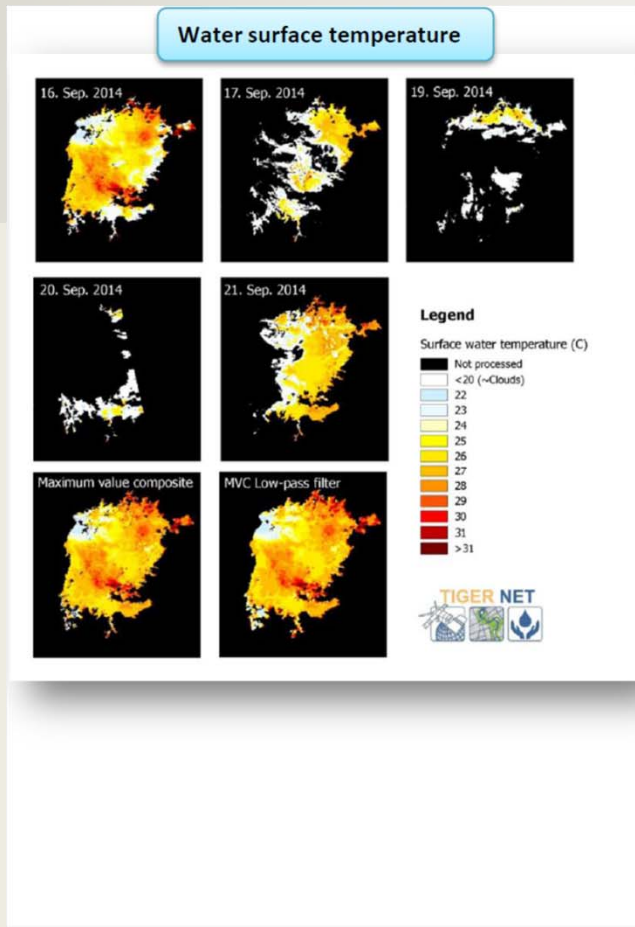 Water surface temperature
16. Sep. 2014
17. Sep. 2014
19. Sep. 2014
20. Sep. 2014
21. Sep. 2014
Legend
Surface water temperature (C)
Not processed
<20 (~Clouds)
22
23
24
25
26
27
28
29
30
31
>31
Maximum value composite
MVC Low-pass filter
TIGER NET